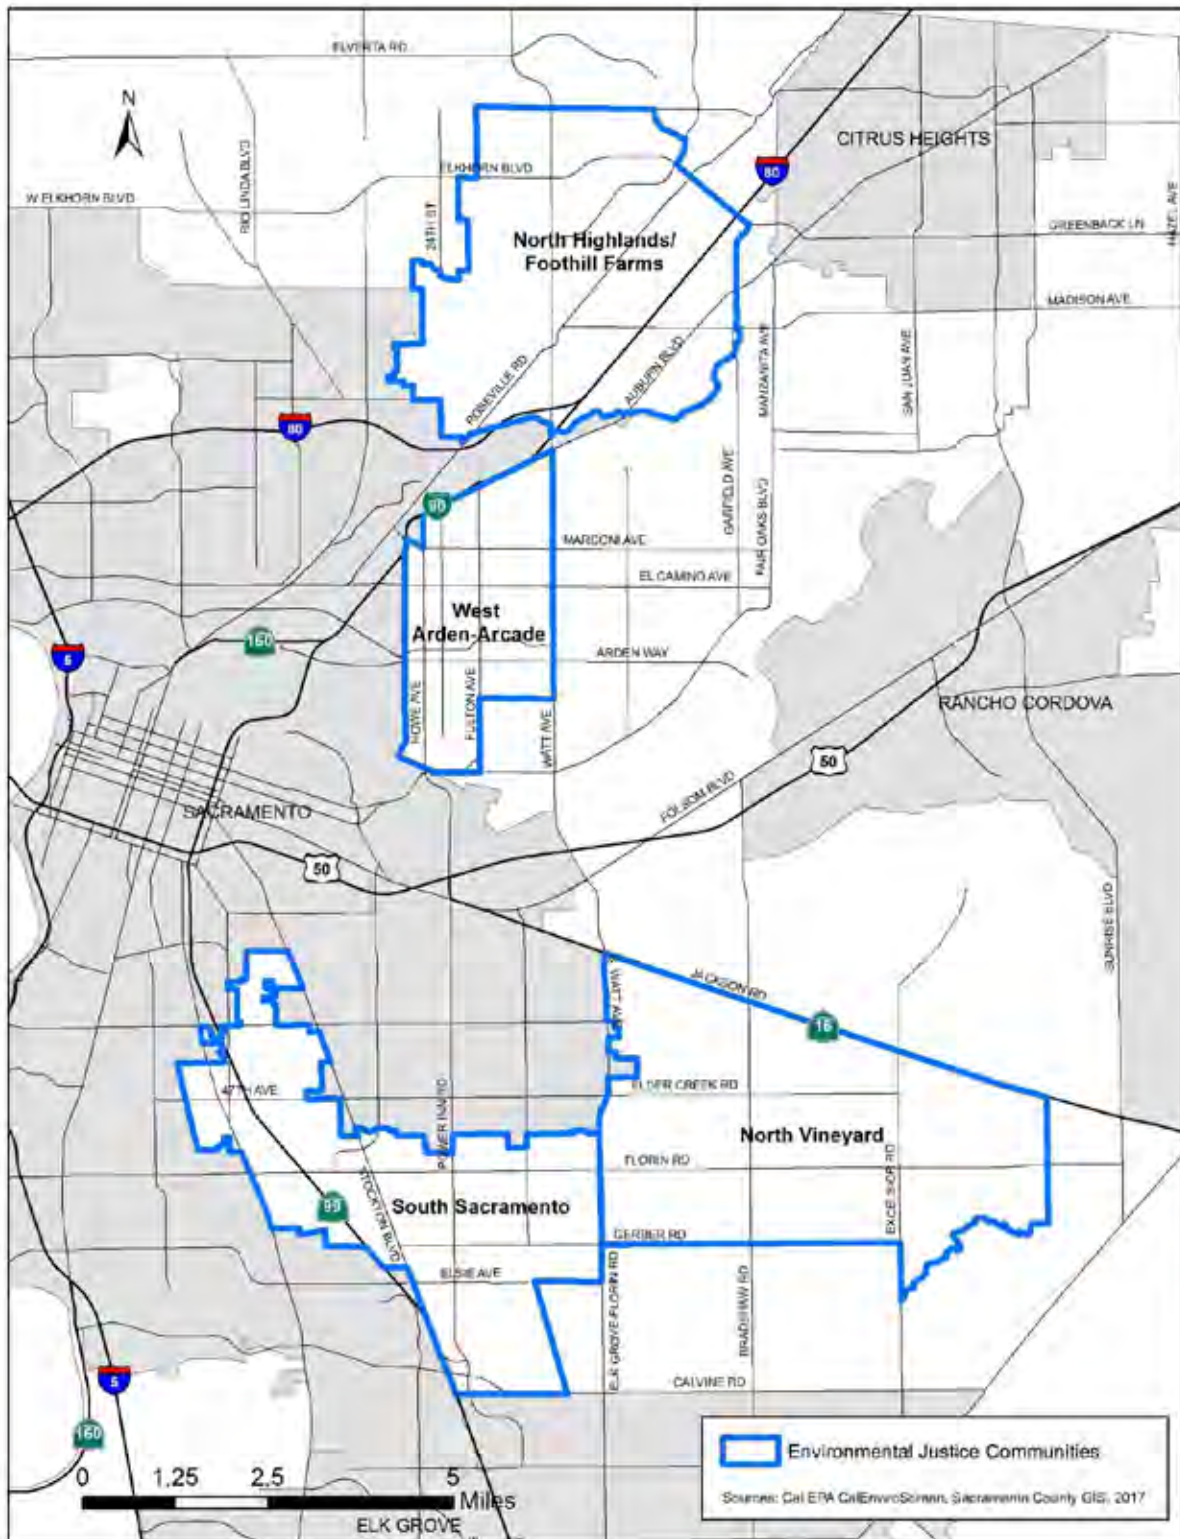 ELVERTA RD
N
CITRUS HEIGHTS
80
RIO LINDA BLVD
ELKHORN BLVD
W ELKHORN BLVD
24TH ST
GREENBACK LN
HAZEL AVE
North Highlands/
Foothill Farms
MADISON AVE
ROSEVILLE RD
AUBURN BLVD
MANZANITA AVE
SAN JUAN AVE
80
GARFIELD AVE
FAIR OAKS BLVD
80
MARCONI AVE
EL CAMINO AVE
West
Arden-Arcade
160
5
ARDEN WAY
HOWE AVE
FULTON AVE
WATT AVE
RANCHO CORDOVA
50
FOLSOM BLVD
SACRAMENTO
50
SUNRISE BLVD
S WATT AVE
JACKSON RD
16
47TH AVE
ELDER CREEK RD
POWER INN RD
North Vineyard
FLORIN RD
EXCELSIOR RD
STOCKTON BLVD
99
South Sacramento
GERBER RD
ELSIE AVE
ELK GROVE FLORIN RD
BRADSHAW RD
CALVINE RD
5
160
0 1.25 2.5 5
Miles
ELK GROVE
Environmental Justice Communities
Sources: Cal EPA CalEnviroScreen, Sacramento County GIS, 2017